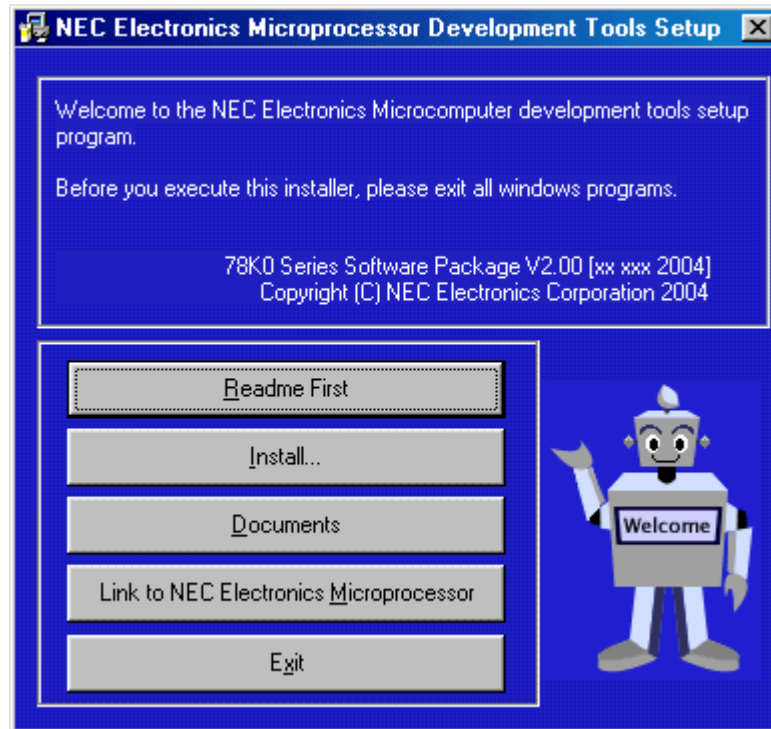 NEC Electronics Microprocessor Development Tools Setup
Welcome to the NEC Electronics Microcomputer development tools setup
program.
Before you execute this installer, please exit all windows programs.
78K0 Series Software Package V2.00 [xx xxx 2004]
Copyright (C) NEC Electronics Corporation 2004
Readme First
Install...
Documents
Link to NEC Electronics Microprocessor
Exit
Welcome